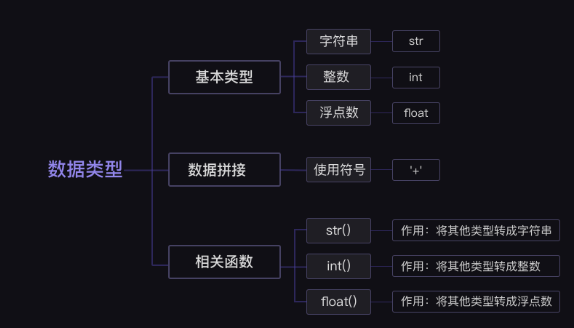 数据类型
基本类型
字符串
str
整数
int
浮点数
float
数据拼接
使用符号
'+'
相关函数
str()
作用：将其他类型转成字符串
int()
作用：将其他类型转成整数
float()
作用：将其他类型转成浮点数